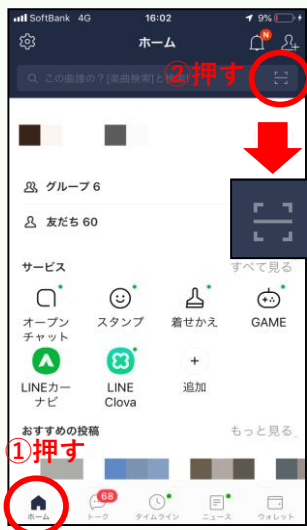 SoftBank 4G 16:02 9%
ホーム
この曲誰の？[楽曲検索]と
②押す
グループ 6
友だち 60
サービス すべて見る
オープンチャット スタンプ 着せかえ GAME
LINEカーナビ LINE Clova 追加
おすすめの投稿 もっと見る
①押す
68
ホーム トーク タイムライン ニュース ウォレット